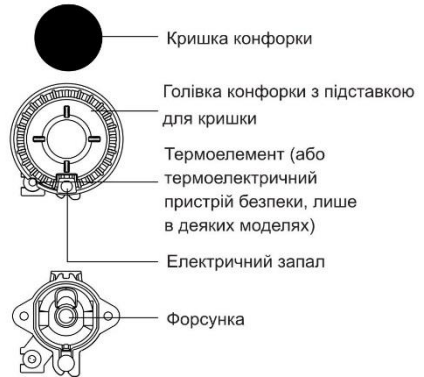 Кришка конфорки
Голівка конфорки з підставкою
для кришки
Термоелемент (або
термоелектричний
пристрій безпеки, лише
в деяких моделях)
Електричний запал
Форсунка